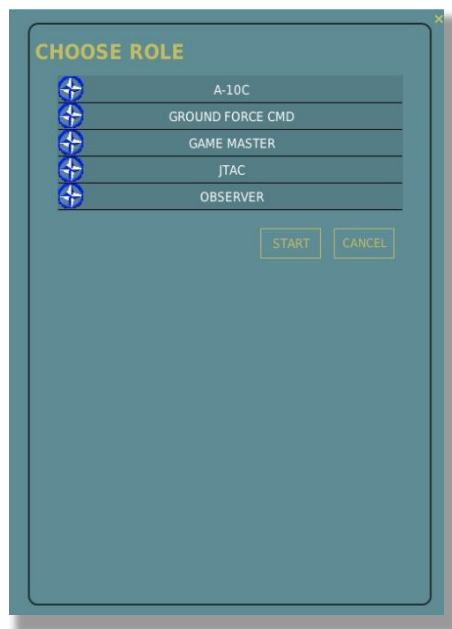 CHOOSE ROLE
A-10C
GROUND FORCE CMD
GAME MASTER
JTAC
OBSERVER
START CANCEL